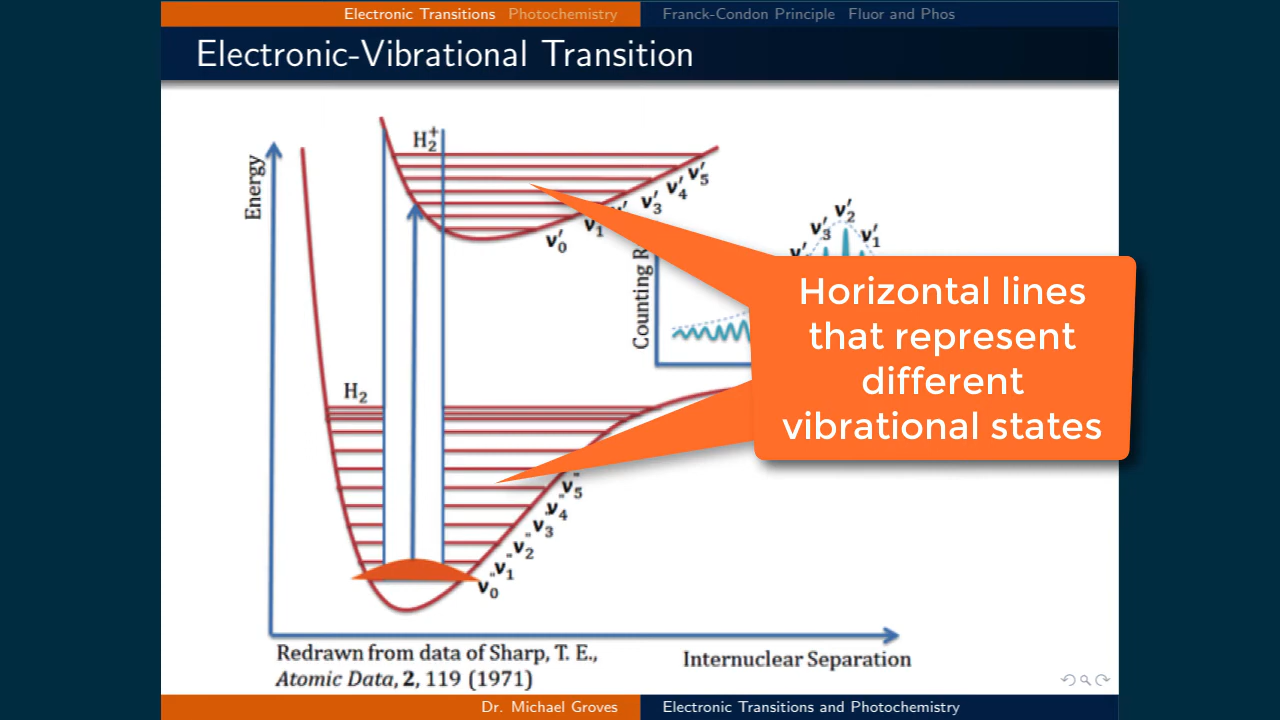 Electronic Transitions Photochemistry Franck-Condon Principle Fluor and Phos
Electronic-Vibrational Transition
Energy
H₂⁺
ν′₀
ν₁
ν′₃
ν′₄
ν′₅
Counting R
ν′
ν′₃
ν′₂
ν′₁
Horizontal lines
that represent
different
vibrational states
H₂
ν″₀
ν″₁
ν″₂
ν″₃
ν″₄
ν″₅
Internuclear Separation
Redrawn from data of Sharp, T. E.,
Atomic Data, 2, 119 (1971)
Dr. Michael Groves Electronic Transitions and Photochemistry